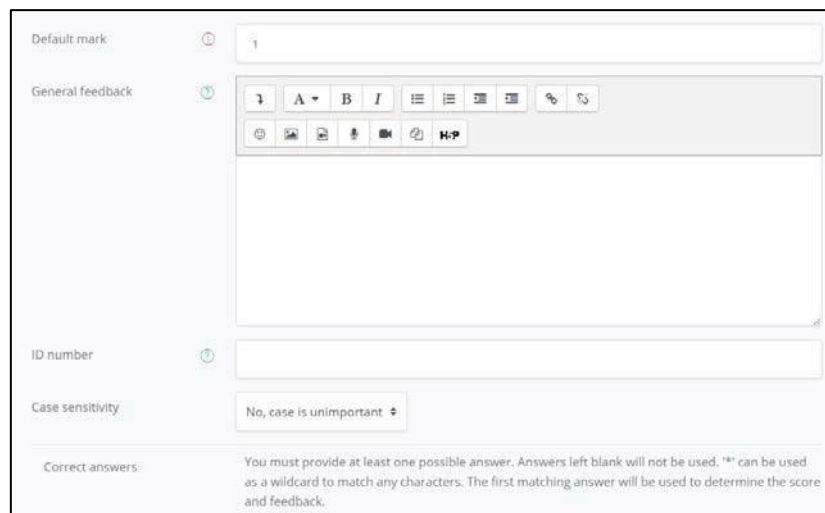 Default mark
1
General feedback
A B I
H5P
ID number
Case sensitivity
No, case is unimportant
Correct answers
You must provide at least one possible answer. Answers left blank will not be used. '*' can be used
as a wildcard to match any characters. The first matching answer will be used to determine the score
and feedback.